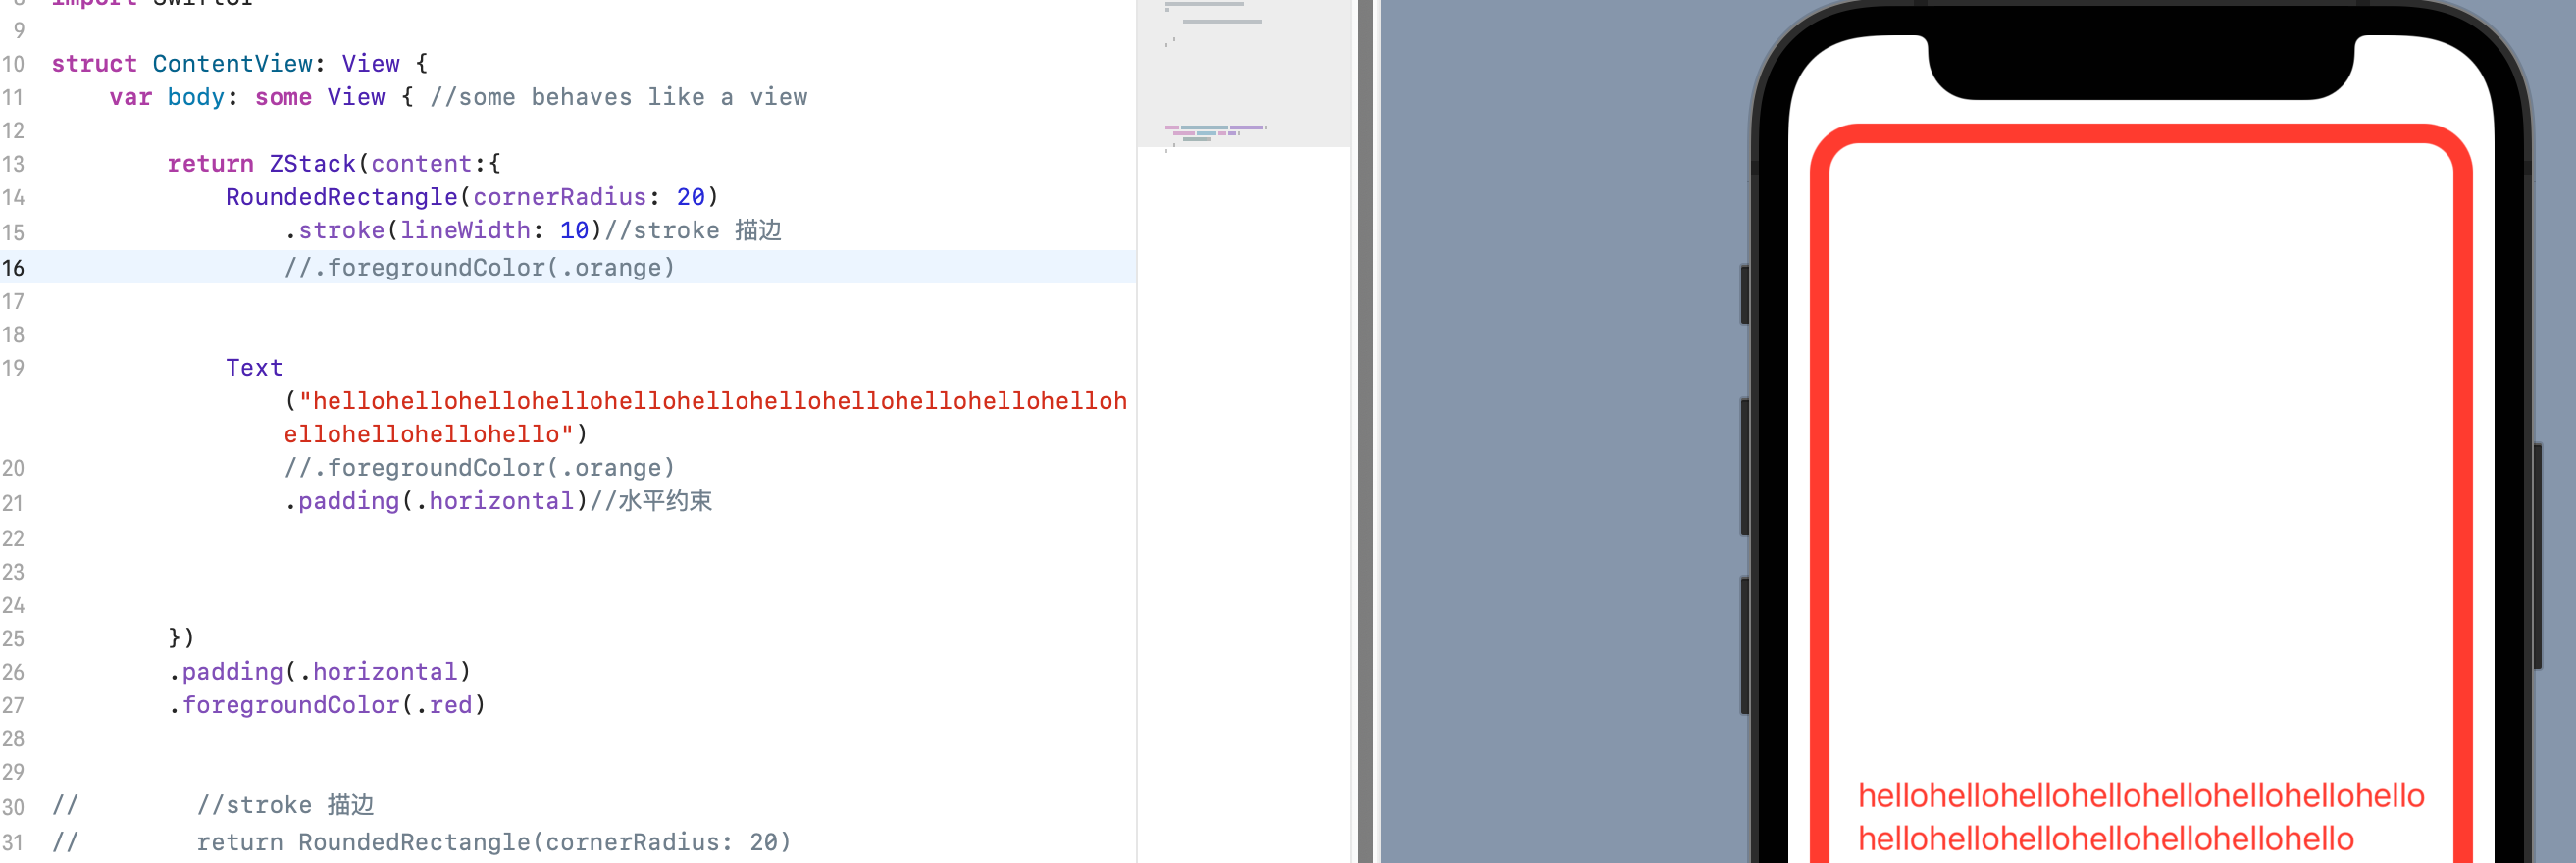 8 import SwiftUI
9
10 struct ContentView: View {
11     var body: some View { //some behaves like a view
12
13         return ZStack(content:{
14             RoundedRectangle(cornerRadius: 20)
15                 .stroke(lineWidth: 10)//stroke 描边
16                 //.foregroundColor(.orange)
17
18
19             Text
                ("hellohellohellohellohellohellohellohellohellohellohelloh
                ellohellohellohello")
20                 //.foregroundColor(.orange)
21                 .padding(.horizontal)//水平约束
22
23
24
25         })
26         .padding(.horizontal)
27         .foregroundColor(.red)
28
29
30 //        //stroke 描边
31 //        return RoundedRectangle(cornerRadius: 20)
hellohellohellohellohellohellohellohello
hellohellohellohellohellohellohello